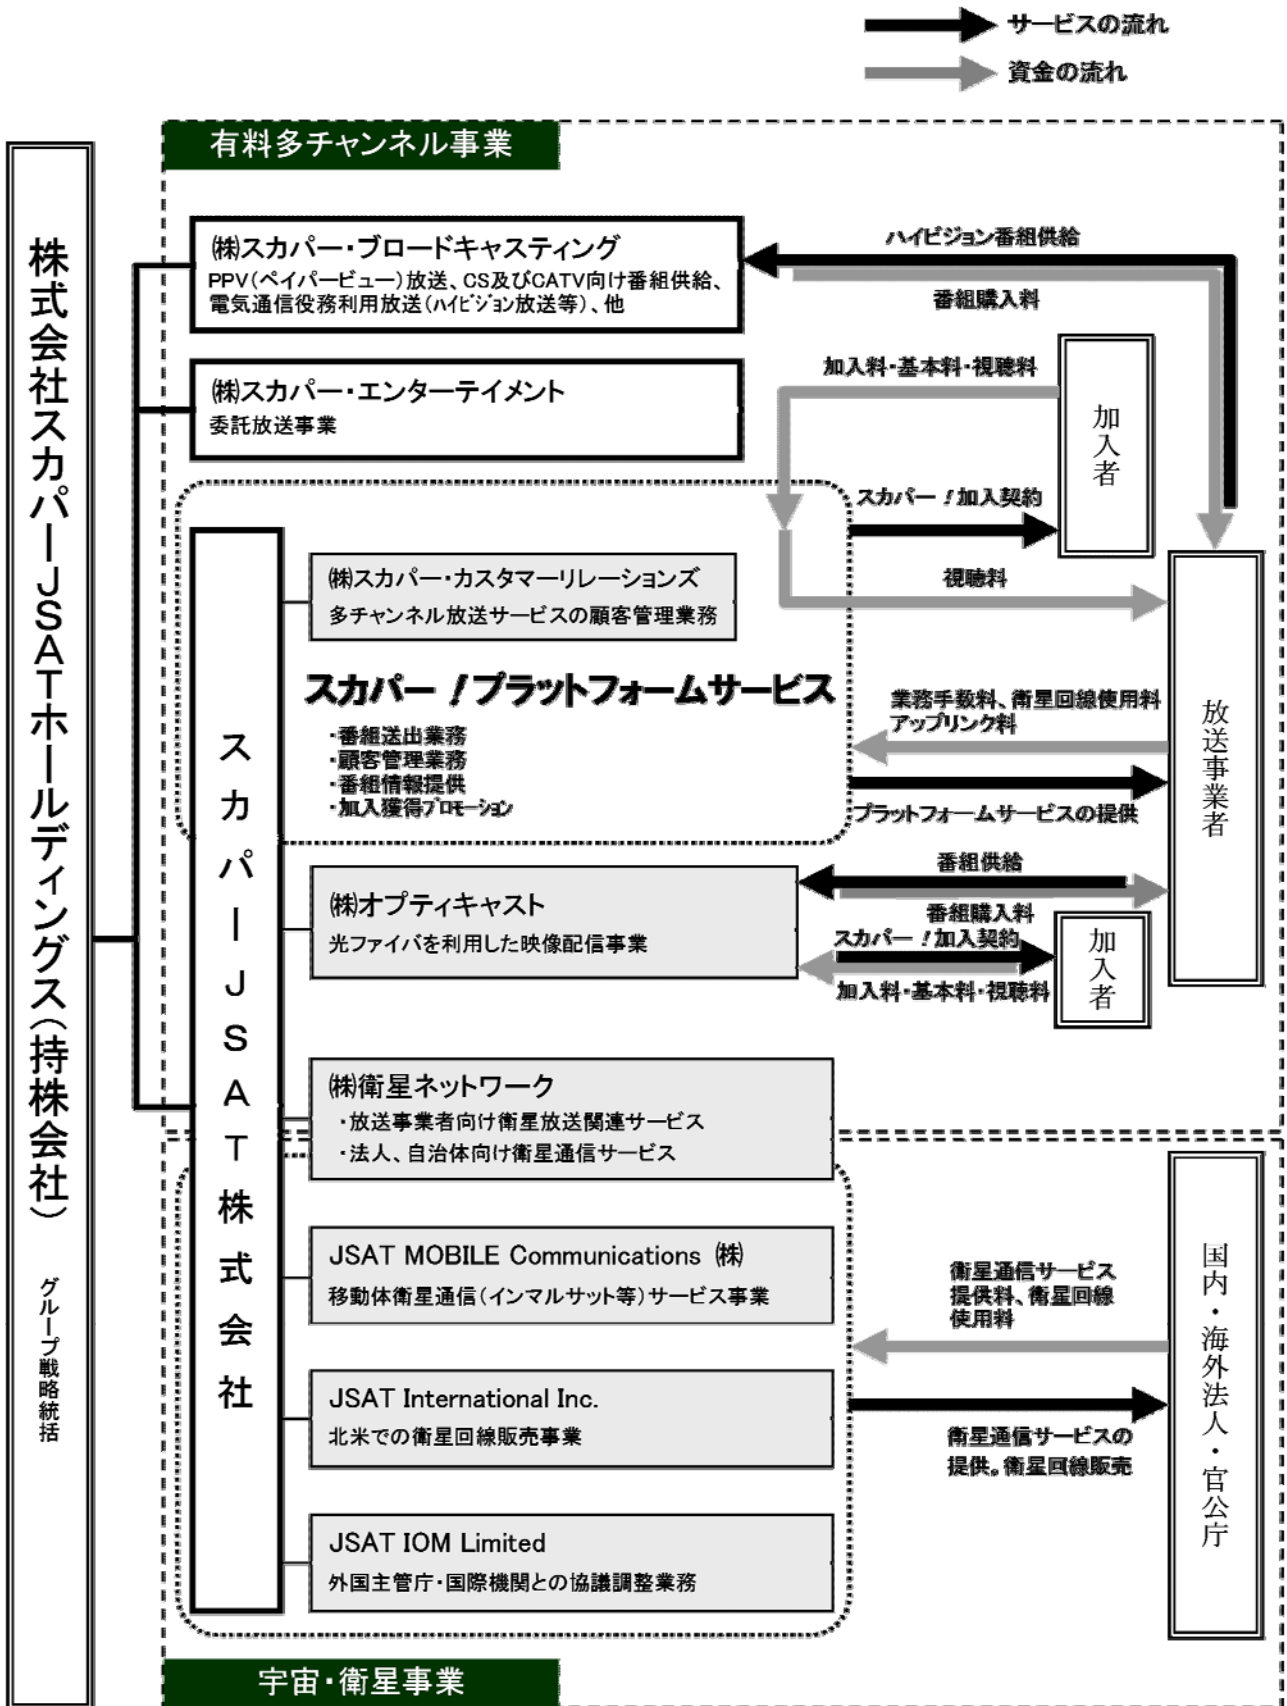 サービスの流れ
資金の流れ
有料多チャンネル事業
株式会社スカパーJSATホールディングス(持株会社) グループ戦略統括
㈱スカパー・ブロードキャスティング
PPV(ペイパービュー)放送、CS及びCATV向け番組供給、
電気通信役務利用放送(ハイビジョン放送等)、他
ハイビジョン番組供給
番組購入料
㈱スカパー・エンターテイメント
委託放送事業
加入料・基本料・視聴料
加入者
スカパー!加入契約
スカパーJSAT株式会社
㈱スカパー・カスタマーリレーションズ
多チャンネル放送サービスの顧客管理業務
視聴料
放送事業者
スカパー!プラットフォームサービス
・番組送出業務
・顧客管理業務
・番組情報提供
・加入獲得プロモーション
業務手数料、衛星回線使用料
アップリンク料
プラットフォームサービスの提供
㈱オプティキャスト
光ファイバを利用した映像配信事業
番組供給
番組購入料
スカパー!加入契約
加入料・基本料・視聴料
加入者
㈱衛星ネットワーク
・放送事業者向け衛星放送関連サービス
・法人、自治体向け衛星通信サービス
JSAT MOBILE Communications ㈱
移動体衛星通信(インマルサット等)サービス事業
衛星通信サービス
提供料、衛星回線
使用料
国内・海外法人・官公庁
JSAT International Inc.
北米での衛星回線販売事業
衛星通信サービスの
提供。衛星回線販売
JSAT IOM Limited
外国主管庁・国際機関との協議調整業務
宇宙・衛星事業